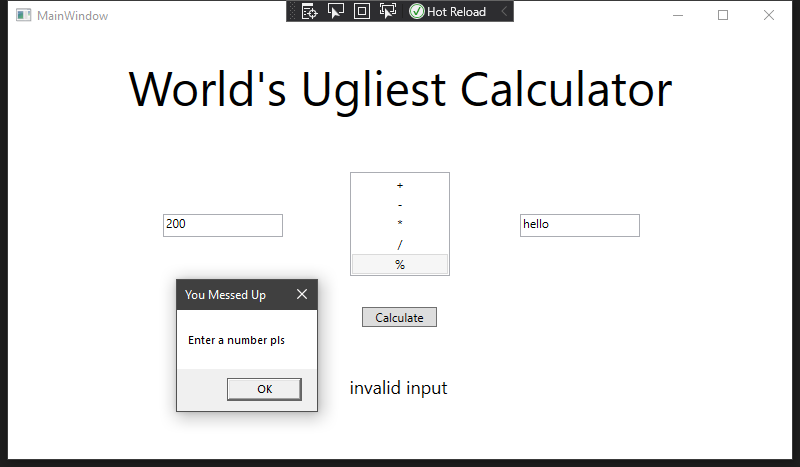 MainWindow
Hot Reload
World's Ugliest Calculator
+
-
200
*
hello
/
%
You Messed Up
Enter a number pls
OK
Calculate
invalid input